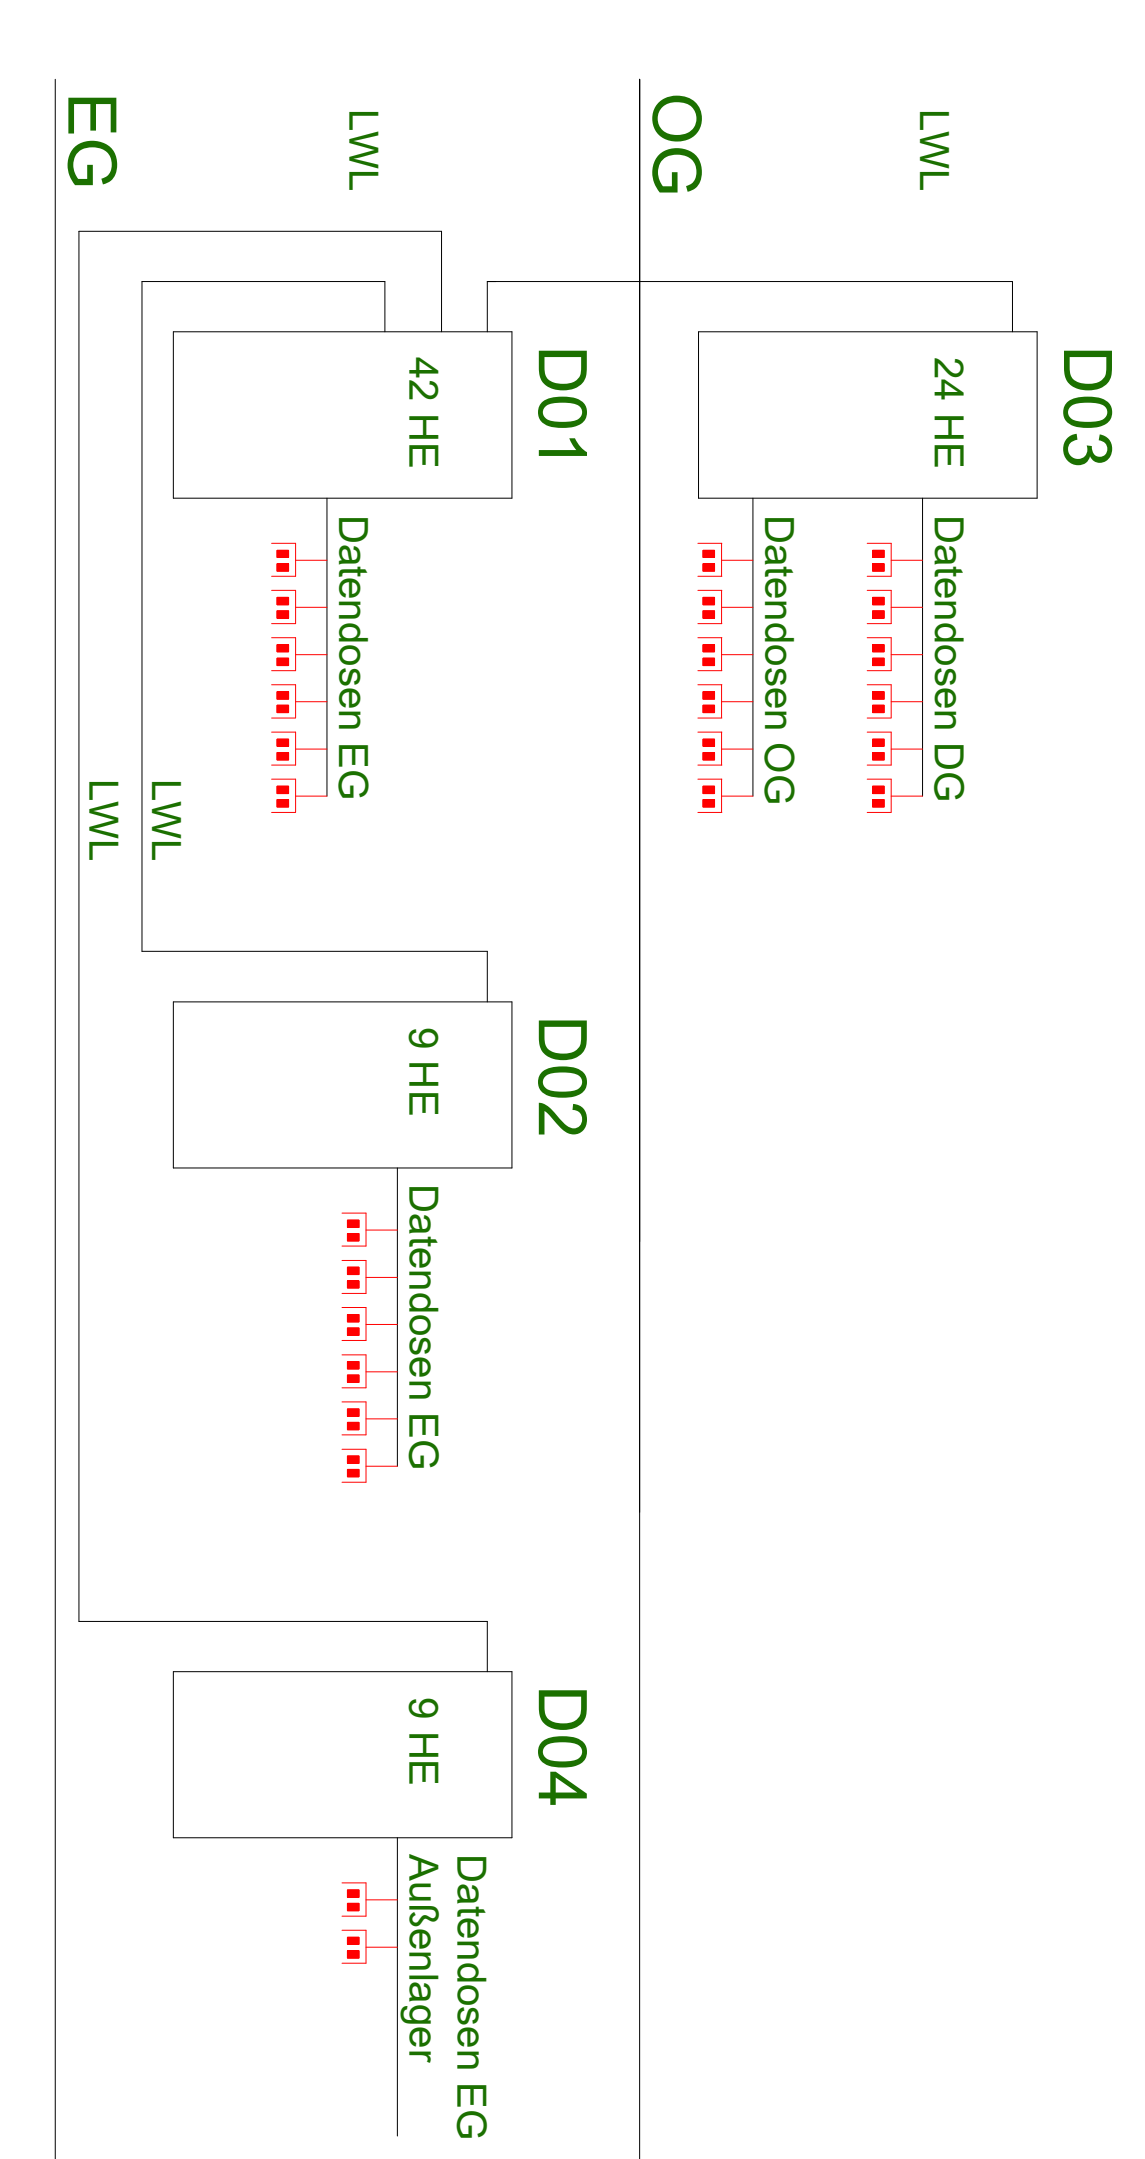 D03
24 HE
Datendosen DG
LWL
Datendosen OG
OG
D01
D02
D04
42 HE
9 HE
9 HE
Datendosen EG
Datendosen EG
Datendosen EG
Außenlager
LWL
LWL
LWL
EG